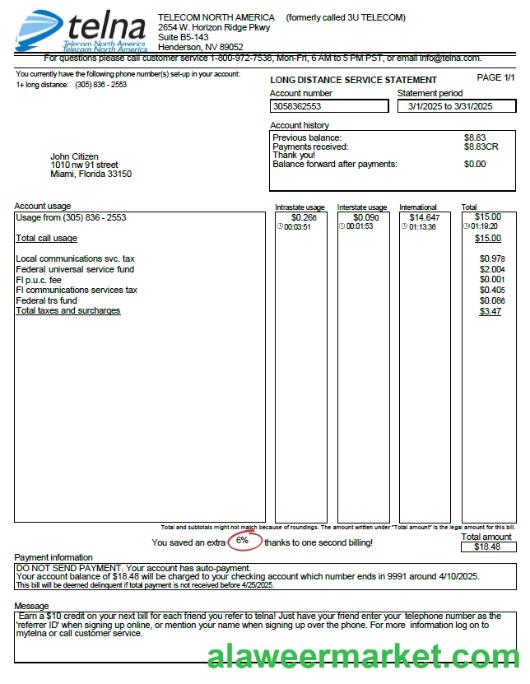 telna
Telecom North America
Telecom North America
TELECOM NORTH AMERICA (formerly called 3U TELECOM)
2654 W. Horizon Ridge Pkwy
Suite B5-143
Henderson, NV 89052
For questions please call customer service 1-800-972-7538, Mon-Fri, 6 AM to 5 PM PST, or email info@telna.com.
You currently have the following phone number(s) set-up in your account:
1+ long distance: (305) 836 - 2553
LONG DISTANCE SERVICE STATEMENT PAGE 1/1
Account number Statement period
3058362553 3/1/2025 to 3/31/2025
Account history
Previous balance: $8.83
Payments received: $8.83CR
Thank you!
Balance forward after payments: $0.00
John Citizen
1010 nw 91 street
Miami, Florida 33150
Account usage Intrastate usage Interstate usage International Total
Usage from (305) 836 - 2553 $0.268 $0.090 $14.647 $15.00
00:03:51 00:01:53 01:13:36 01:19:20
Total call usage $15.00
Local communications svc. tax $0.978
Federal universal service fund $2.004
Fl p.u.c. fee $0.001
Fl communications services tax $0.405
Federal trs fund $0.086
Total taxes and surcharges $3.47
Total and subtotals might not match because of roundings. The amount written under "Total amount" is the legal amount for this bill.
You saved an extra 6% thanks to one second billing!
Total amount
$18.48
Payment information
DO NOT SEND PAYMENT. Your account has auto-payment.
Your account balance of $18.48 will be charged to your checking account which number ends in 9991 around 4/10/2025.
This bill will be deemed delinquent if total payment is not received before 4/25/2025.
Message
Earn a $10 credit on your next bill for each friend you refer to telna! Just have your friend enter your telephone number as the
'referrer ID' when signing up online, or mention your name when signing up over the phone. For more information log on to
mytelna or call customer service.
alaweermarket.com